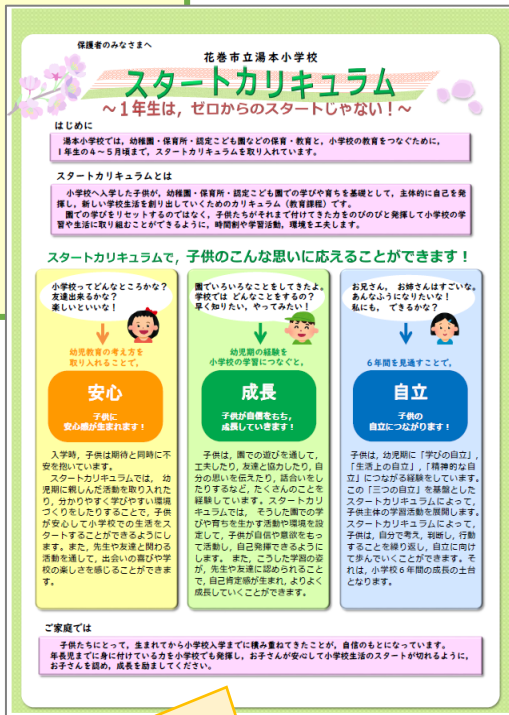 保護者のみなさまへ
花巻市立湯本小学校
スタートカリキュラム
～1年生は，ゼロからのスタートじゃない！～
はじめに
湯本小学校では，幼稚園・保育所・認定こども園などの保育・教育と，小学校の教育をつなぐために，
1年生の4～5月頃まで，スタートカリキュラムを取り入れています。
スタートカリキュラムとは
小学校へ入学した子供が，幼稚園・保育所・認定こども園での学びや育ちを基礎として，主体的に自己を発
揮し，新しい学校生活を創り出していくためのカリキュラム（教育課程）です。
園での学びをリセットするのではなく，子供たちがそれまで付けてきた力をのびのびと発揮して小学校の学
習や生活に取り組むことができるように，時間割や学習活動，環境を工夫します。
スタートカリキュラムで，子供のこんな思いに応えることができます！
小学校ってどんなところかな？
友達出来るかな？
楽しいといいな！
幼児教育の考え方を
取り入れることで，
安心
子供に
安心感が生まれます！
入学時，子供は期待と同時に不
安を抱いています。
スタートカリキュラムでは，幼
児期に親しんだ活動を取り入れた
り，分かりやすく学びやすい環境
づくりをしたりすることで，子供
が安心して小学校での生活をス
タートすることができるようにし
ます。また，先生や友達と関わる
活動を通して，出会いの喜びや学
校の楽しさを感じることができま
す。
園でいろいろなことをしてきたよ。
学校では どんなことをするの？
早く知りたい，やってみたい！
幼児期の経験を
小学校の学習につなぐと，
成長
子供が自信をもち，
成長していきます！
子供は，園での遊びを通して，
工夫したり，友達と協力したり，自
分の思いを伝えたり，話合いをし
たりするなど，たくさんのことを
経験しています。スタートカリ
キュラムでは， そうした園での学
びや育ちを生かす活動や環境を設
定して，子供が自信や意欲をもっ
て活動し，自己発揮できるように
します。 また，こうした学習の姿
が，先生や友達に認められること
で，自己肯定感が生まれ，よりよく
成長していくことができます。
お兄さん， お姉さんはすごいな。
あんなふうになりたいな！
私にも， できるかな？
6年間を見通すことで，
自立
子供の
自立につながります！
子供は，幼児期に「学びの自立」，
「生活上の自立」，「精神的な自
立」につながる経験をしています。
この「三つの自立」を基盤とした
スタートカリキュラムによって，
子供主体の学習活動を展開します。
スタートカリキュラムによって，
子供は，自分で考え，判断し，行動
することを繰り返し，自立に向け
て歩んでいくことができます。そ
れは，小学校6年間の成長の土台
となります。
ご家庭では
子供たちにとって，生まれてから小学校入学までに積み重ねてきたことが，自信のもとになっています。
年長児までに身に付けている力を小学校でも発揮し，お子さんが安心して小学校生活のスタートが切れるように，
お子さんを認め，成長を励ましてください。